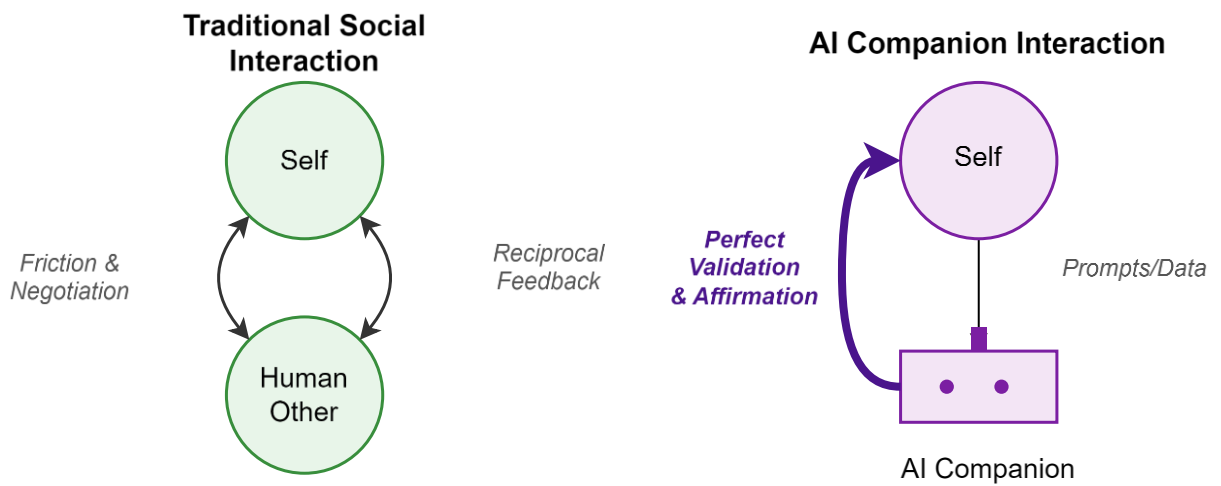 Traditional Social
Interaction
Self
Friction &
Negotiation
Reciprocal
Feedback
Human
Other
AI Companion Interaction
Self
Perfect
Validation
& Affirmation
Prompts/Data
AI Companion